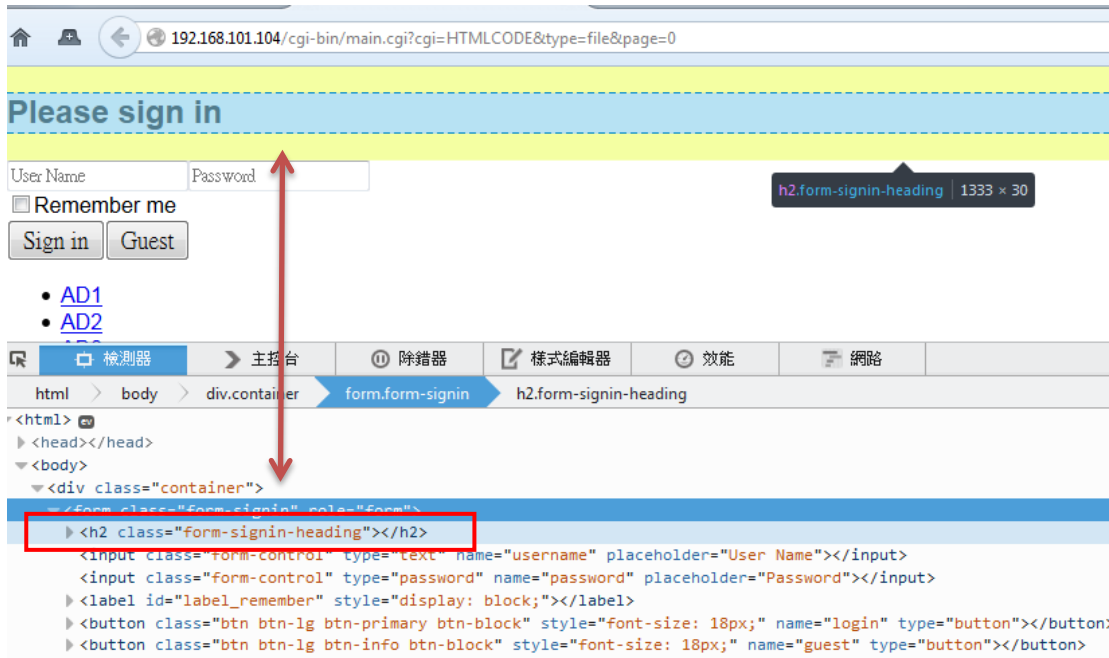 192.168.101.104/cgi-bin/main.cgi?cgi=HTMLCODE&type=file&page=0
Please sign in
User Name Password
h2.form-signin-heading 1333 × 30
Remember me
Sign in Guest
AD1
AD2
檢測器 主控台 除錯器 樣式編輯器 效能 網路
html body div.container form.form-signin h2.form-signin-heading
<html> ev
<head></head>
<body>
<div class="container">
<form class="form-signin" role="form">
<h2 class="form-signin-heading"></h2>
<input class="form-control" type="text" name="username" placeholder="User Name"></input>
<input class="form-control" type="password" name="password" placeholder="Password"></input>
<label id="label_remember" style="display: block;"></label>
<button class="btn btn-lg btn-primary btn-block" style="font-size: 18px;" name="login" type="button"></button>
<button class="btn btn-lg btn-info btn-block" style="font-size: 18px;" name="guest" type="button"></button>